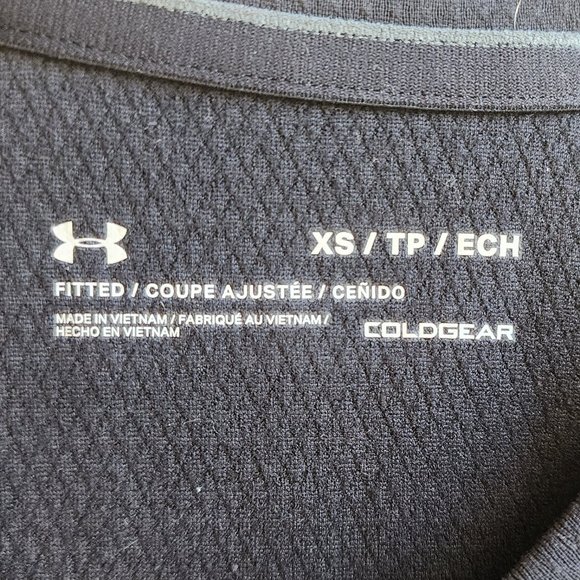 XS / TP / ECH
FITTED / COUPE AJUSTÉE / CEÑIDO
MADE IN VIETNAM / FABRIQUÉ AU VIETNAM /
HECHO EN VIETNAM
COLDGEAR